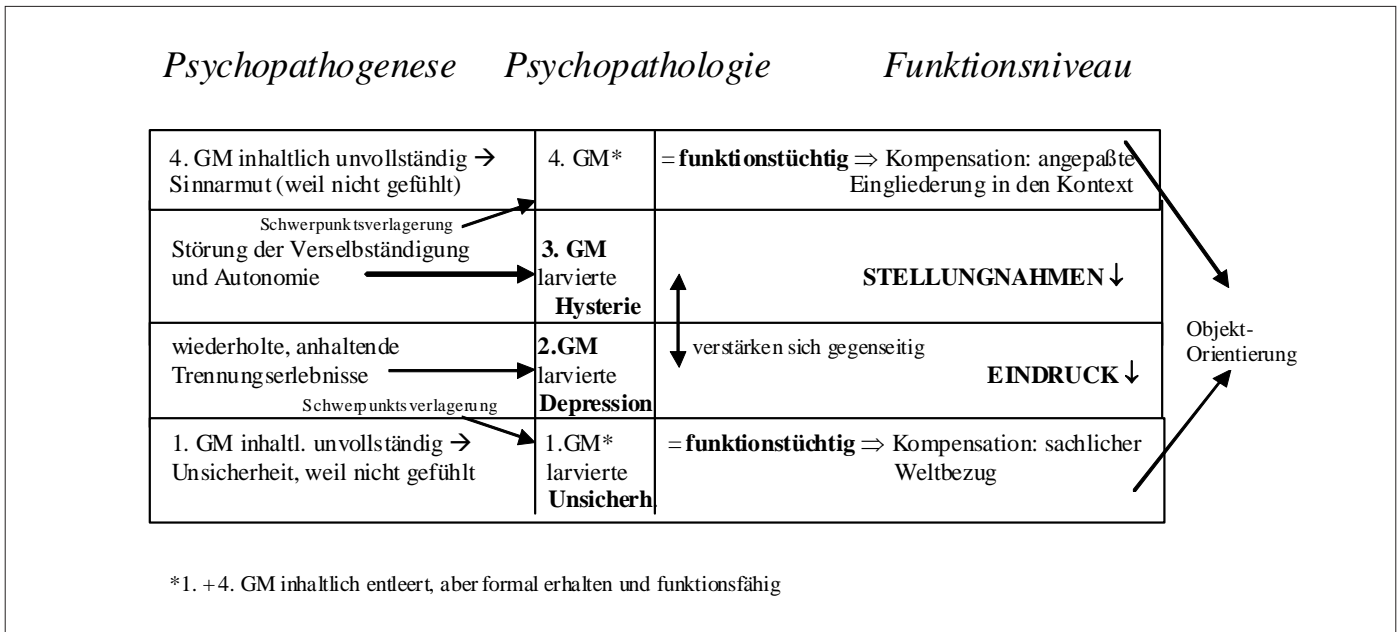 Psychopathogenese Psychopathologie Funktionsniveau
4. GM inhaltlich unvollständig → 4. GM* = funktionstüchtig ⇒ Kompensation: angepaßte
Sinnarmut (weil nicht gefühlt) Eingliederung in den Kontext
Schwerpunktsverlagerung
Störung der Verselbständigung 3. GM
und Autonomie larvierte STELLUNGNAHMEN ↓
Hysterie
wiederholte, anhaltende 2.GM verstärken sich gegenseitig
Trennungserlebnisse larvierte EINDRUCK ↓
Schwerpunktsverlagerung Depression
Objekt-
Orientierung
1. GM inhaltl. unvollständig → 1.GM* = funktionstüchtig ⇒ Kompensation: sachlicher
Unsicherheit, weil nicht gefühlt larvierte Weltbezug
Unsicherh.
*1. + 4. GM inhaltlich entleert, aber formal erhalten und funktionsfähig